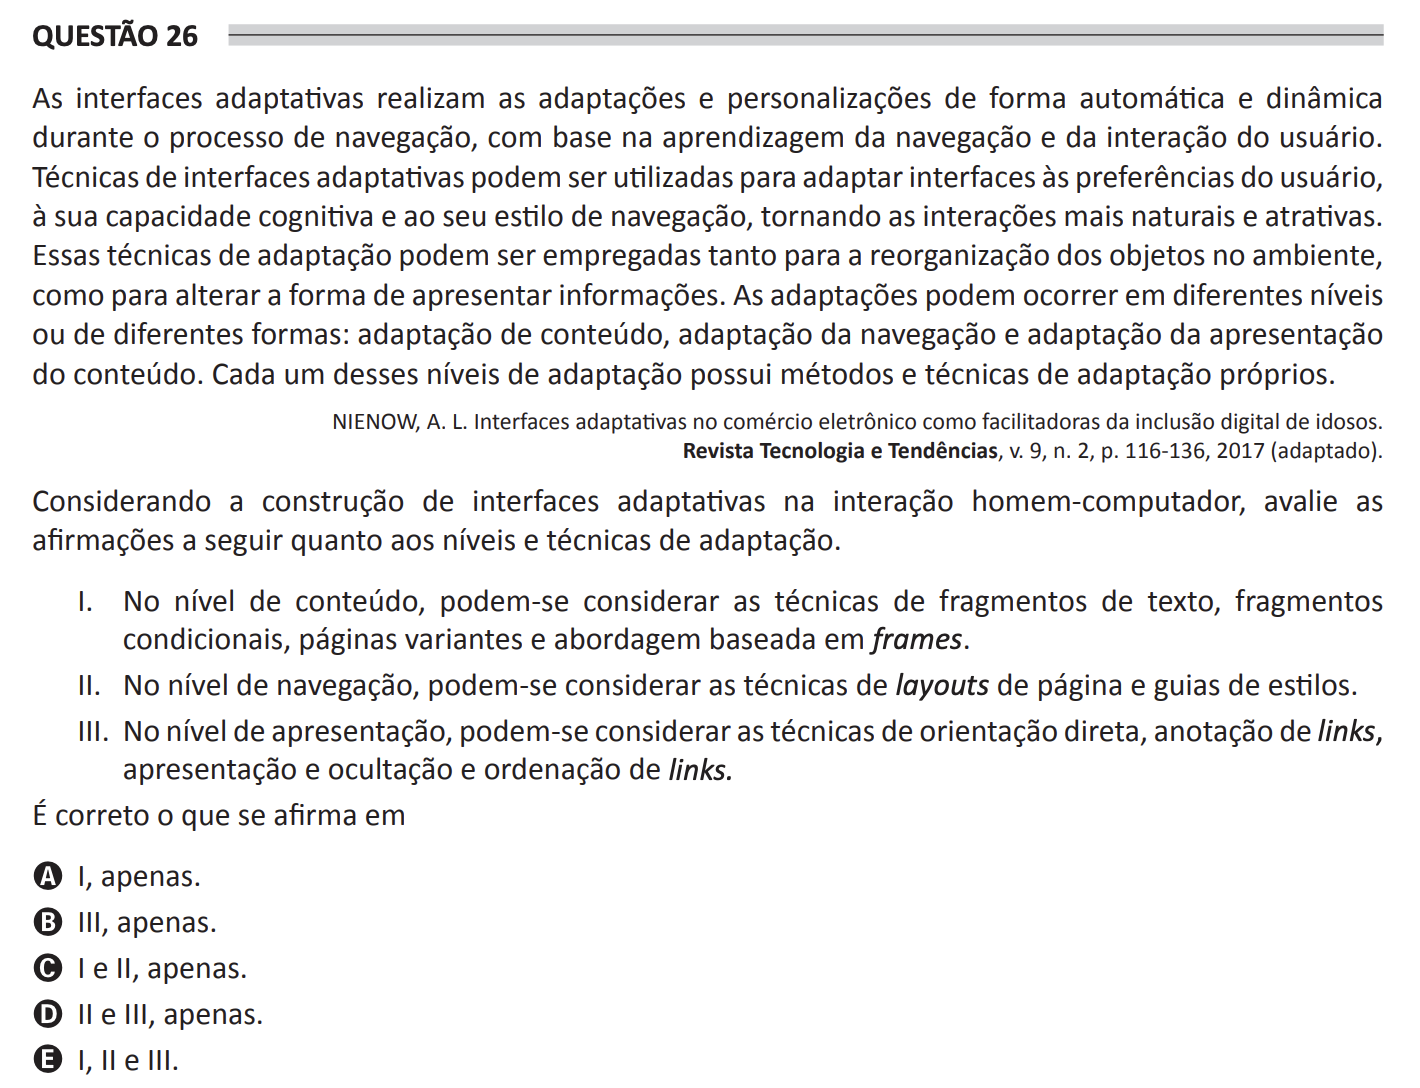 QUESTÃO 26
As interfaces adaptativas realizam as adaptações e personalizações de forma automática e dinâmica
durante o processo de navegação, com base na aprendizagem da navegação e da interação do usuário.
Técnicas de interfaces adaptativas podem ser utilizadas para adaptar interfaces às preferências do usuário,
à sua capacidade cognitiva e ao seu estilo de navegação, tornando as interações mais naturais e atrativas.
Essas técnicas de adaptação podem ser empregadas tanto para a reorganização dos objetos no ambiente,
como para alterar a forma de apresentar informações. As adaptações podem ocorrer em diferentes níveis
ou de diferentes formas: adaptação de conteúdo, adaptação da navegação e adaptação da apresentação
do conteúdo. Cada um desses níveis de adaptação possui métodos e técnicas de adaptação próprios.
NIENOW, A. L. Interfaces adaptativas no comércio eletrônico como facilitadoras da inclusão digital de idosos.
Revista Tecnologia e Tendências, v. 9, n. 2, p. 116-136, 2017 (adaptado).
Considerando a construção de interfaces adaptativas na interação homem-computador, avalie as
afirmações a seguir quanto aos níveis e técnicas de adaptação.
I. No nível de conteúdo, podem-se considerar as técnicas de fragmentos de texto, fragmentos
condicionais, páginas variantes e abordagem baseada em frames.
II. No nível de navegação, podem-se considerar as técnicas de layouts de página e guias de estilos.
III. No nível de apresentação, podem-se considerar as técnicas de orientação direta, anotação de links,
apresentação e ocultação e ordenação de links.
É correto o que se afirma em
A I, apenas.
B III, apenas.
C I e II, apenas.
D II e III, apenas.
E I, II e III.